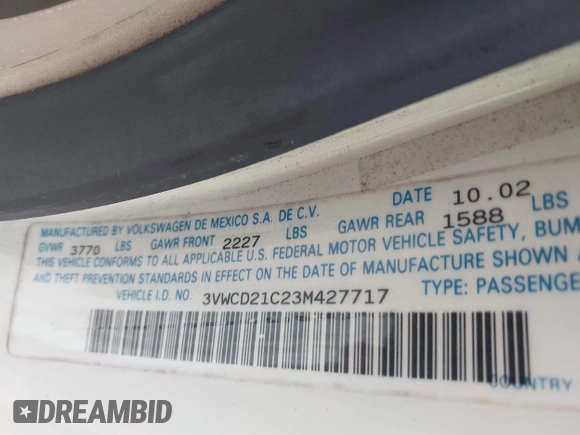 MANUFACTURED BY VOLKSWAGEN DE MEXICO S.A. DE C.V. DATE 10.02
GVWR 3770 LBS GAWR FRONT 2227 LBS GAWR REAR 1588 LBS
THIS VEHICLE CONFORMS TO ALL APPLICABLE U.S. FEDERAL MOTOR VEHICLE SAFETY, BUM
AND THEFT PREVENTION STANDARDS IN EFFECT ON THE DATE OF MANUFACTURE SHOWN
VEHICLE I.D. NO. 3VWCD21C23M427717 TYPE: PASSENGE
COUNTRY
DREAMBID